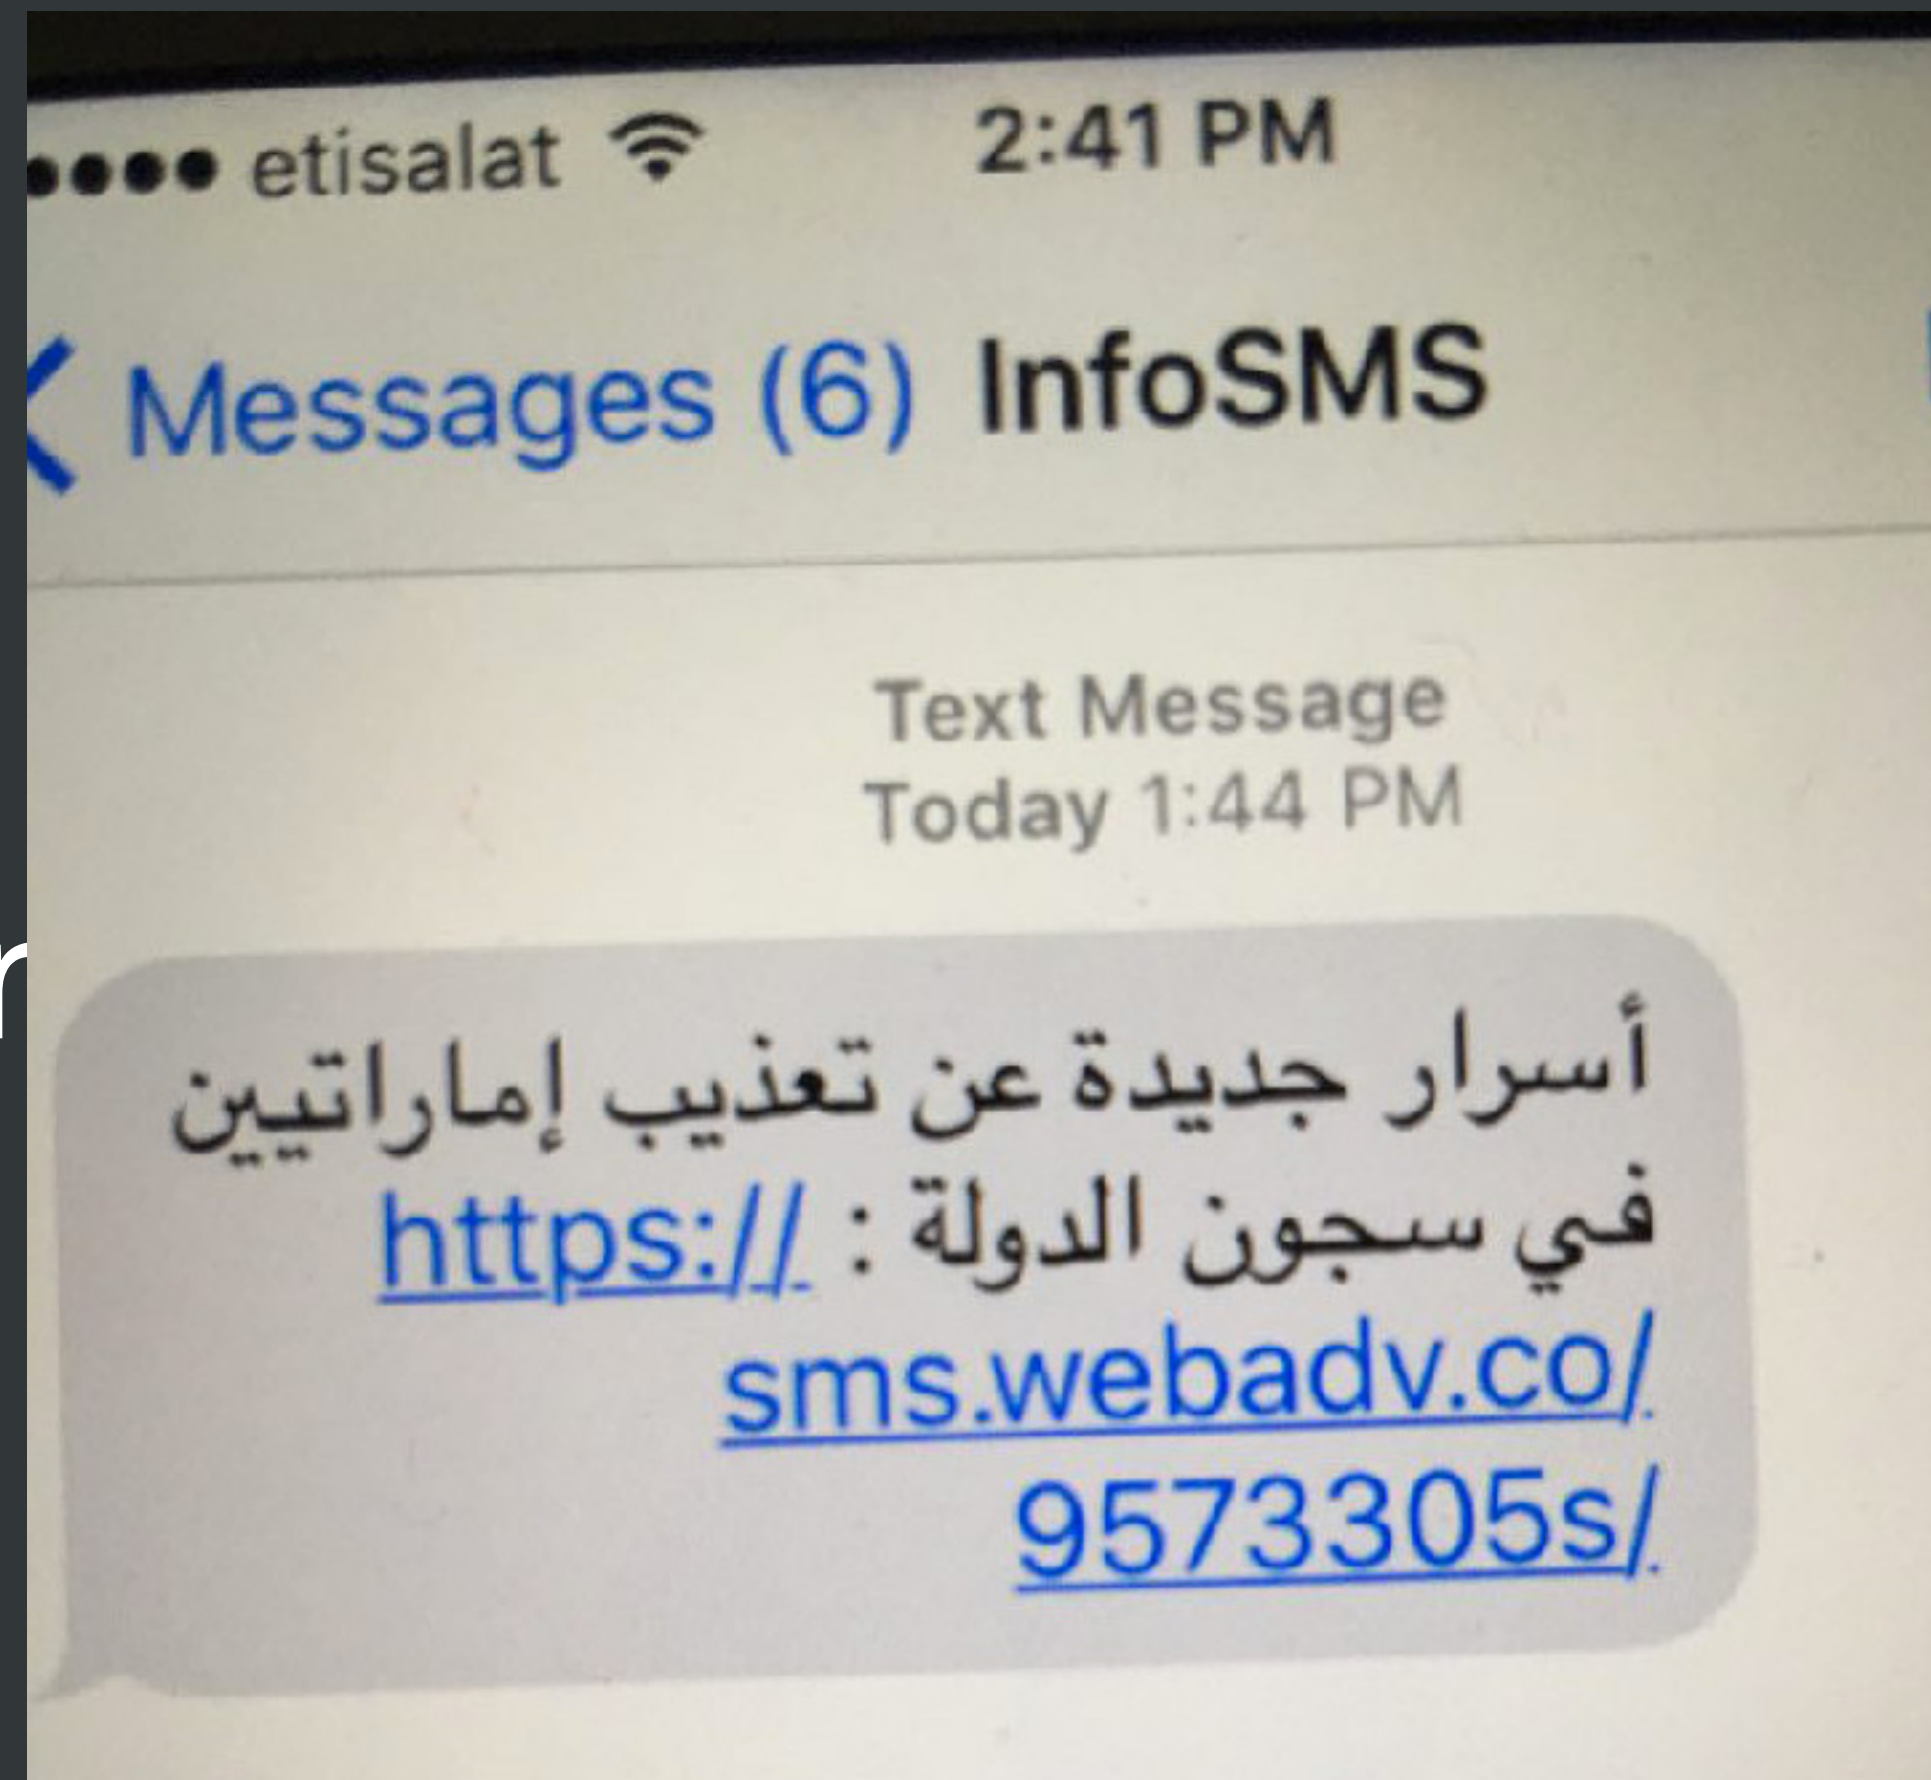 etisalat 2:41 PM
Messages (6) InfoSMS
Text Message
Today 1:44 PM
أسرار جديدة عن تعذيب إماراتيين
في سجون الدولة : https://
sms.webadv.co/
9573305s/